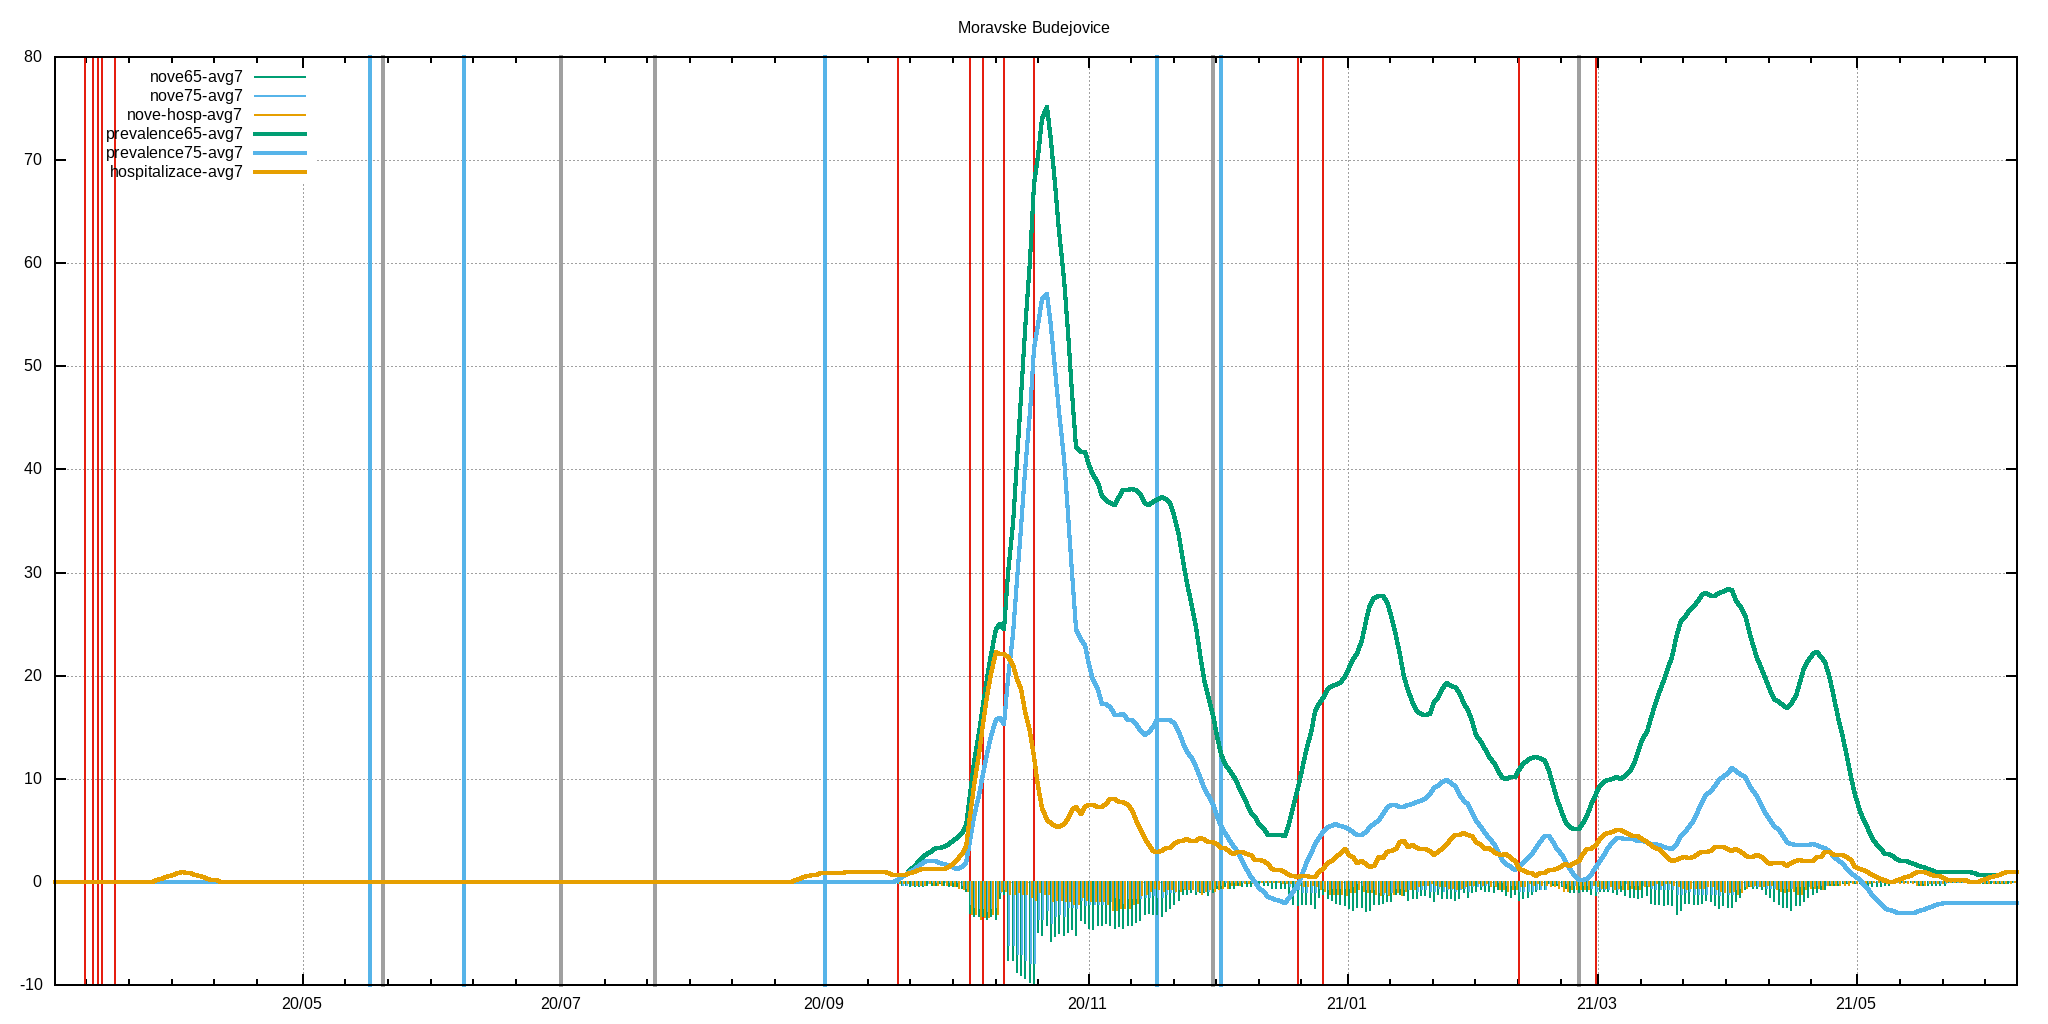 Moravske Budejovice
80
70
60
50
40
30
20
10
0
-10
nove65-avg7
nove75-avg7
nove-hosp-avg7
prevalence65-avg7
prevalence75-avg7
hospitalizace-avg7
20/05 20/07 20/09 20/11 21/01 21/03 21/05